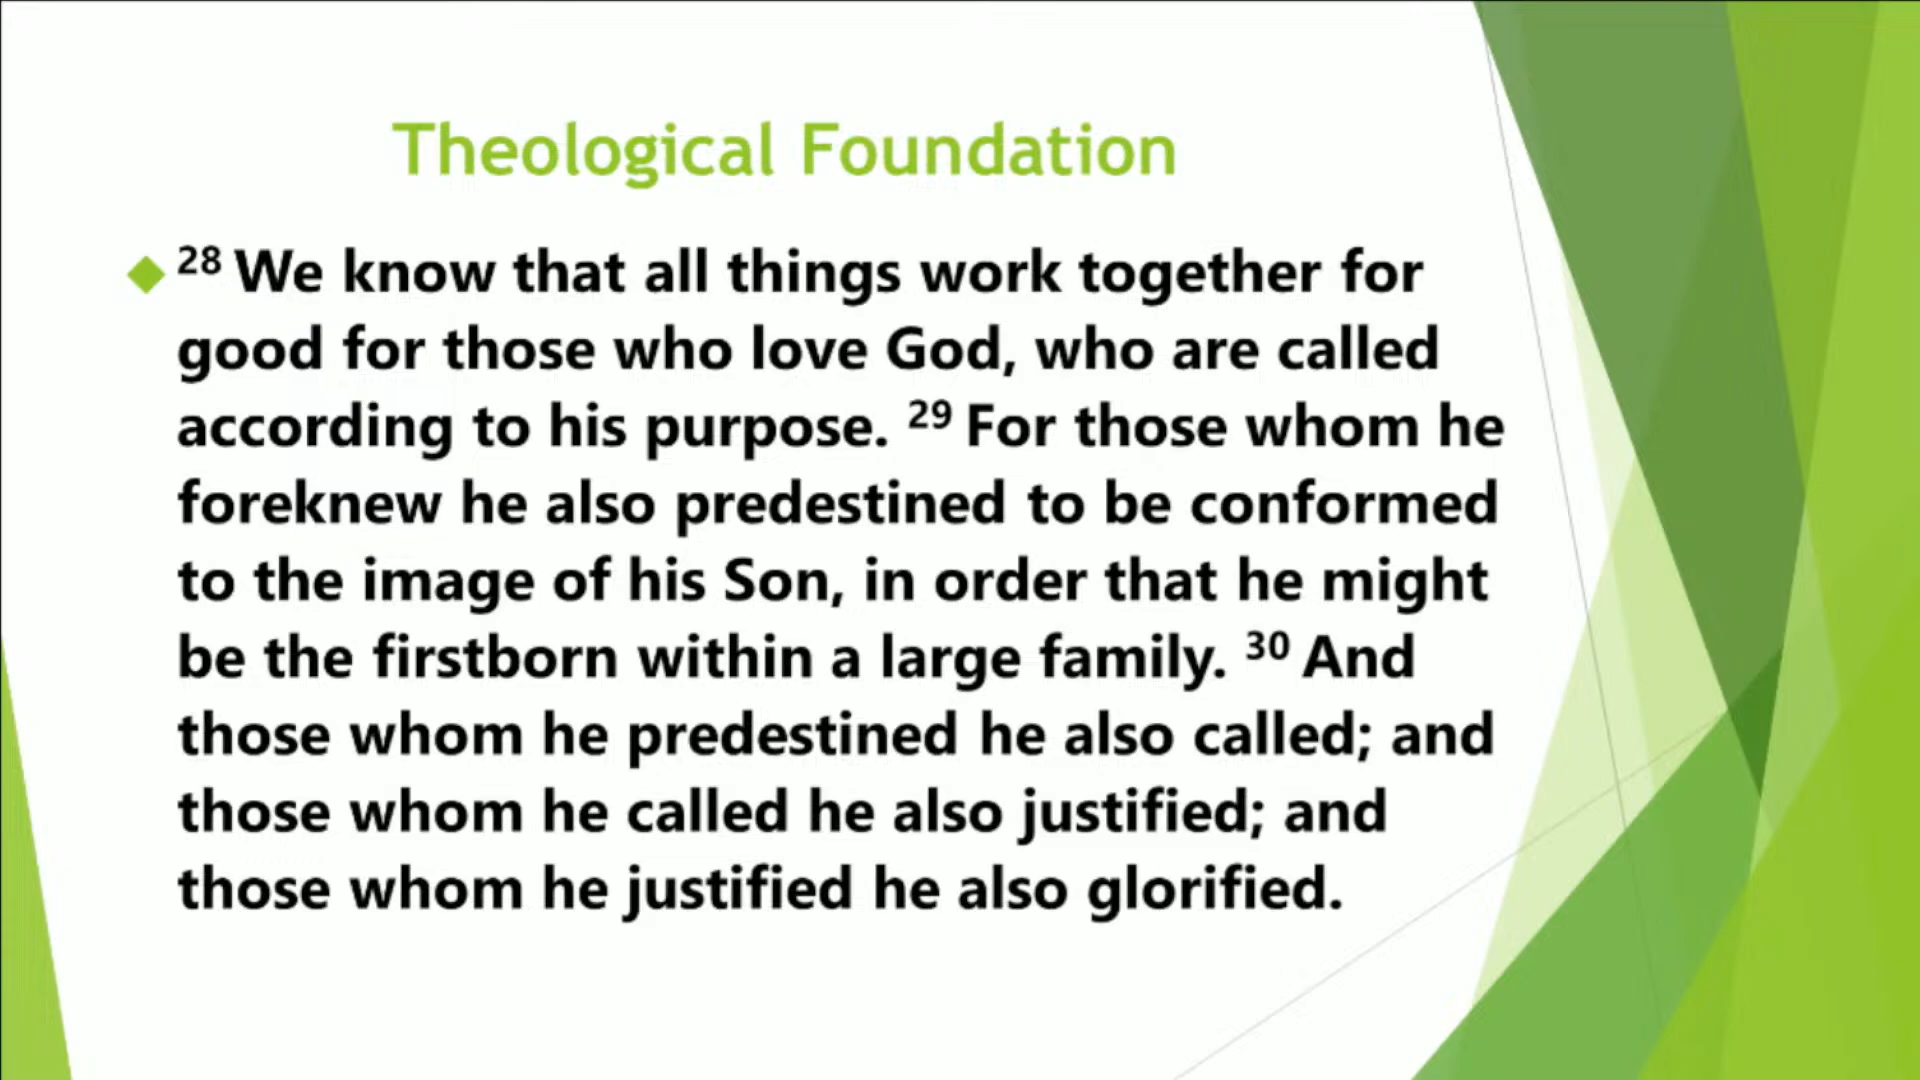 Theological Foundation
28 We know that all things work together for
good for those who love God, who are called
according to his purpose. 29 For those whom he
foreknew he also predestined to be conformed
to the image of his Son, in order that he might
be the firstborn within a large family. 30 And
those whom he predestined he also called; and
those whom he called he also justified; and
those whom he justified he also glorified.